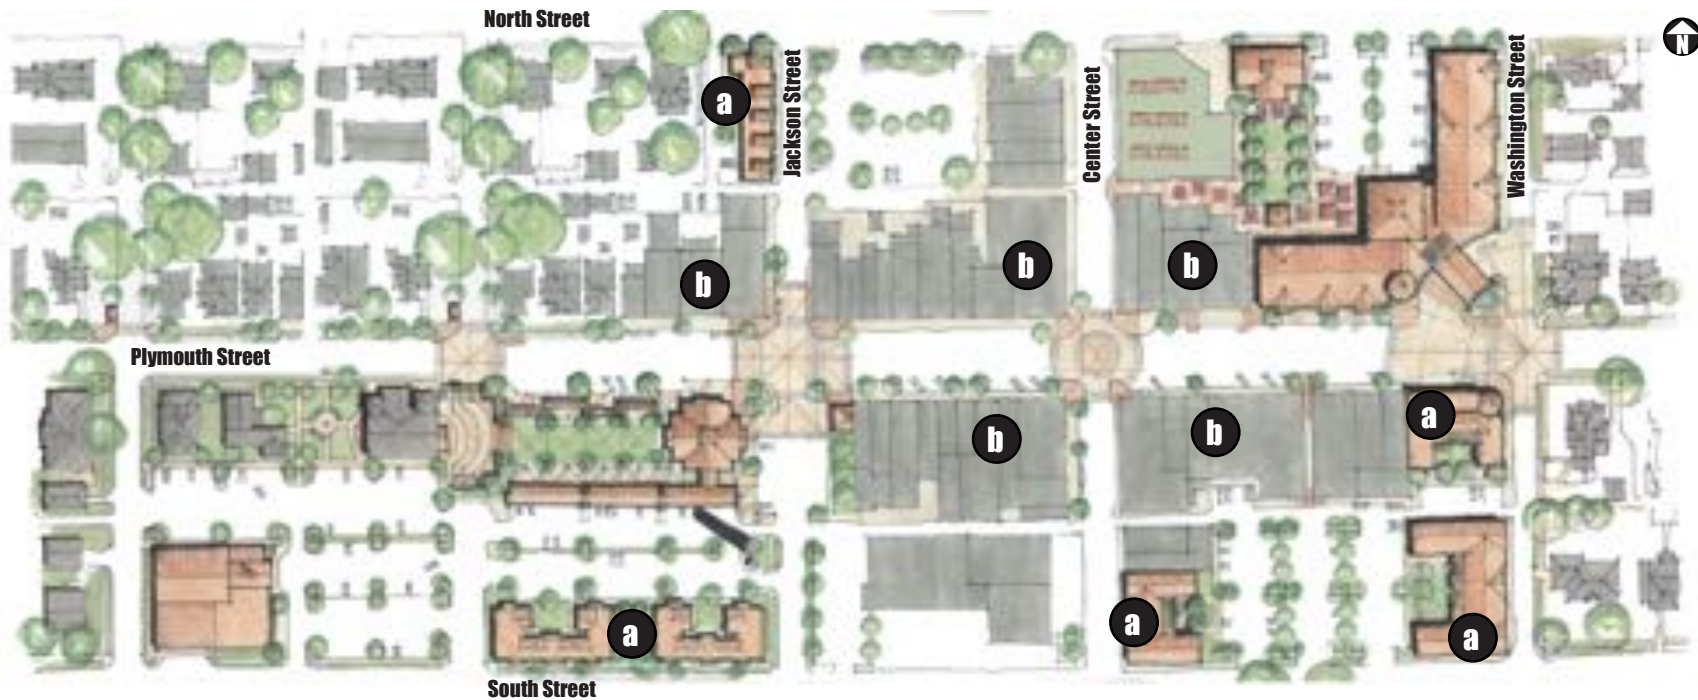 North Street
N
Jackson Street
Center Street
Washington Street
a
b
b
b
Plymouth Street
a
b
b
a
a
a
South Street